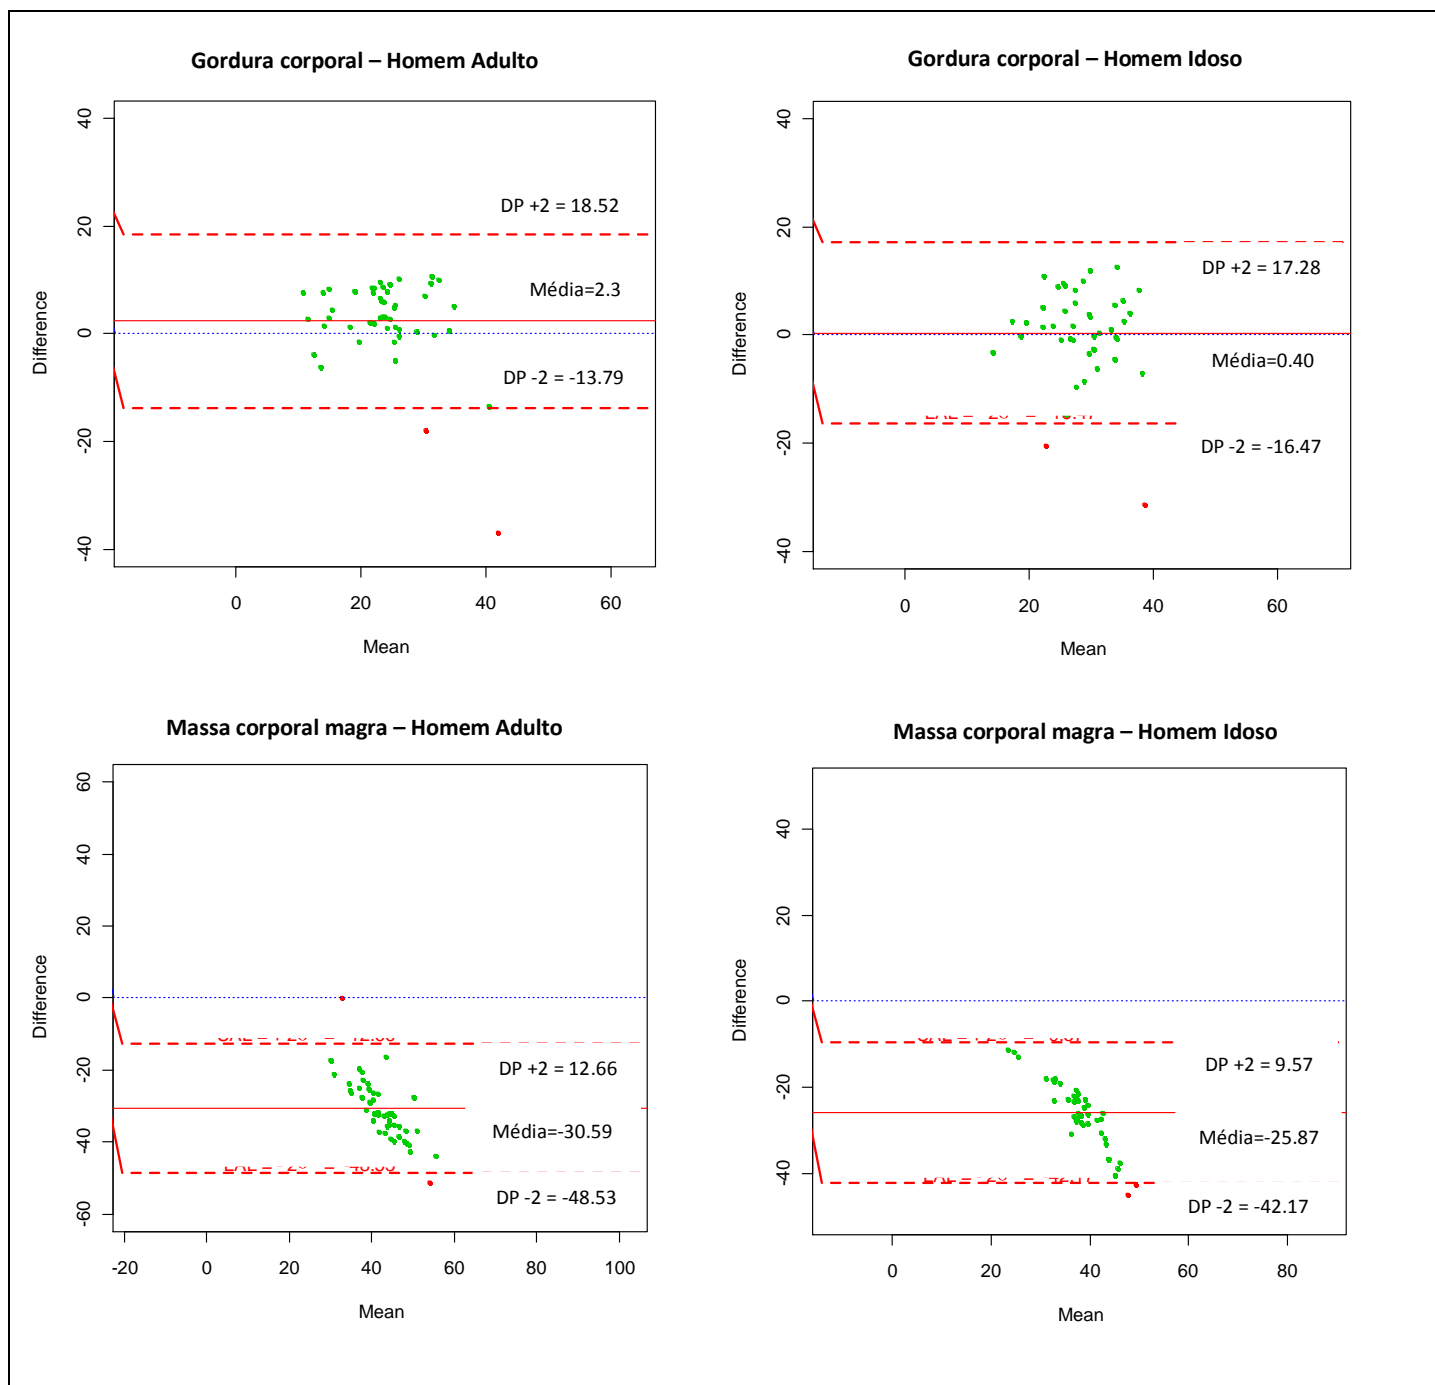 Gordura corporal – Homem Adulto
40
20
0
-20
-40
Difference
DP +2 = 18.52
Média=2.3
DP -2 = -13.79
0
20
40
60
Mean
Gordura corporal – Homem Idoso
40
20
0
-20
-40
Difference
DP +2 = 17.28
Média=0.40
DP -2 = -16.47
0
20
40
60
Mean
Massa corporal magra – Homem Adulto
60
40
20
0
-20
-40
-60
Difference
DP +2 = 12.66
Média=-30.59
DP -2 = -48.53
-20
0
20
40
60
80
100
Mean
Massa corporal magra – Homem Idoso
40
20
0
-20
-40
Difference
DP +2 = 9.57
Média=-25.87
DP -2 = -42.17
0
20
40
60
80
Mean